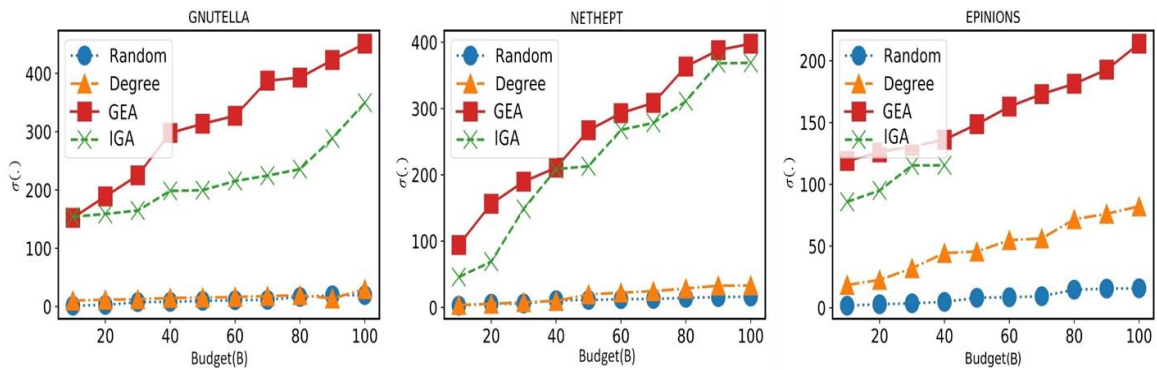 GNUTELLA
Random
Degree
GEA
IGA
400
300
200
100
0
σ(.)
20 40 60 80 100
Budget(B)
NETHEPT
Random
Degree
GEA
IGA
400
300
200
100
0
σ(.)
20 40 60 80 100
Budget(B)
EPINIONS
Random
Degree
GEA
IGA
200
150
100
50
0
σ(.)
20 40 60 80 100
Budget(B)